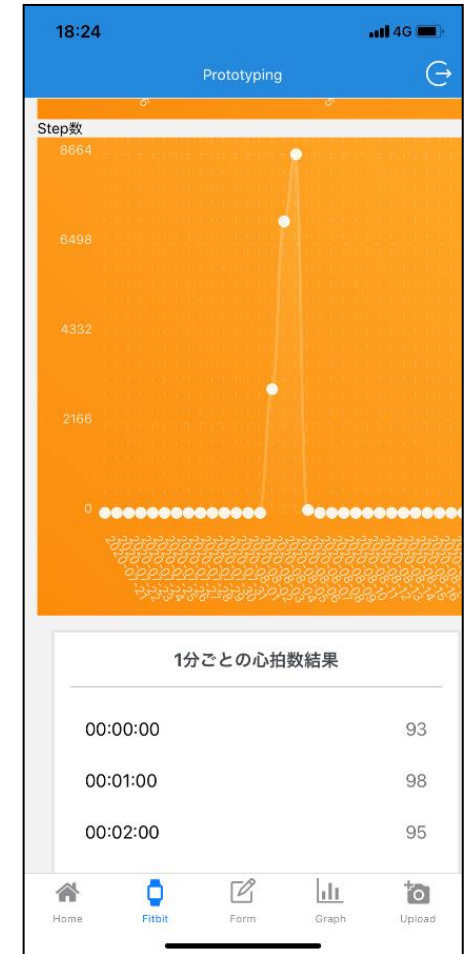 18:24
4G
Prototyping
Step数
8664
6498
4332
2166
0
1分ごとの心拍数結果
00:00:00 93
00:01:00 98
00:02:00 95
Home Fitbit Form Graph Upload